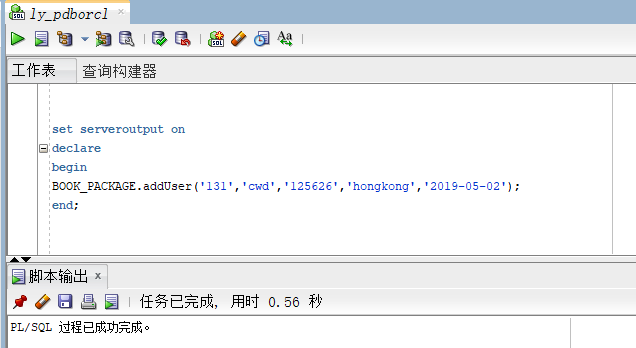 ly_pdborcl
工作表 查询构建器
set serveroutput on
declare
begin
BOOK_PACKAGE.addUser('131','cwd','125626','hongkong','2019-05-02');
end;
脚本输出 x
任务已完成, 用时 0.56 秒
PL/SQL 过程已成功完成。